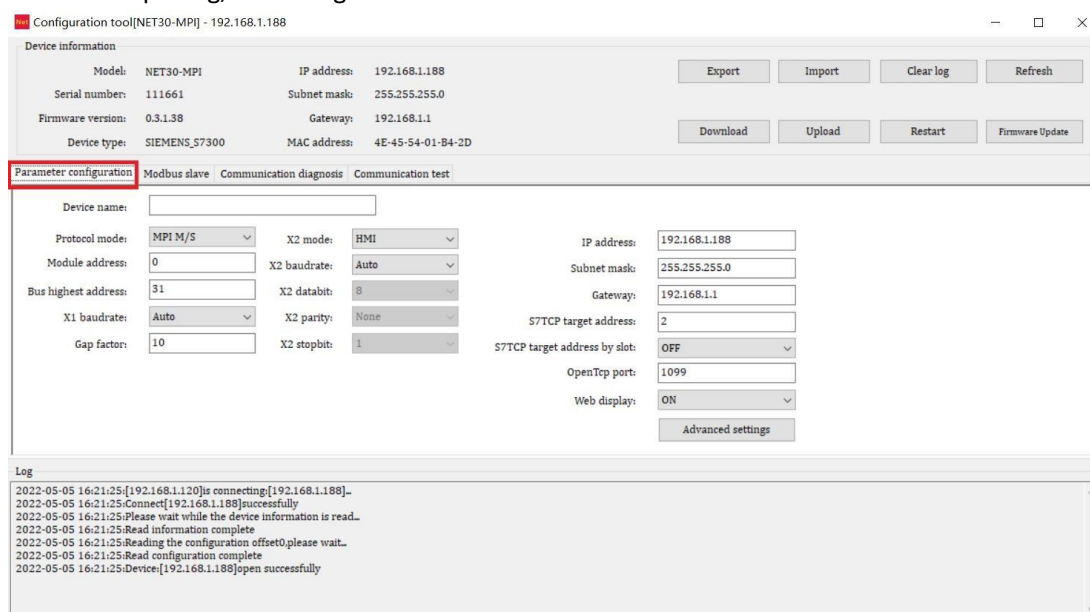 Net Configuration tool[NET30-MPI] - 192.168.1.188
Device information
Model: NET30-MPI IP address: 192.168.1.188 Export Import Clear log Refresh
Serial number: 111661 Subnet mask: 255.255.255.0
Firmware version: 0.3.1.38 Gateway: 192.168.1.1
Device type: SIEMENS_S7300 MAC address: 4E-45-54-01-B4-2D Download Upload Restart Firmware Update
Parameter configuration Modbus slave Communication diagnosis Communication test
Device name:
Protocol mode: MPI M/S X2 mode: HMI IP address: 192.168.1.188
Module address: 0 X2 baudrate: Auto Subnet mask: 255.255.255.0
Bus highest address: 31 X2 databit: 8 Gateway: 192.168.1.1
X1 baudrate: Auto X2 parity: None S7TCP target address: 2
Gap factor: 10 X2 stopbit: 1 S7TCP target address by slot: OFF
OpenTcp port: 1099
Web display: ON
Advanced settings
Log
2022-05-05 16:21:25:[192.168.1.120]is connecting:[192.168.1.188]...
2022-05-05 16:21:25:Connect[192.168.1.188]successfully
2022-05-05 16:21:25:Please wait while the device information is read...
2022-05-05 16:21:25:Read information complete
2022-05-05 16:21:25:Reading the configuration offset0,please wait...
2022-05-05 16:21:25:Read configuration complete
2022-05-05 16:21:25:Device:[192.168.1.188]open successfully